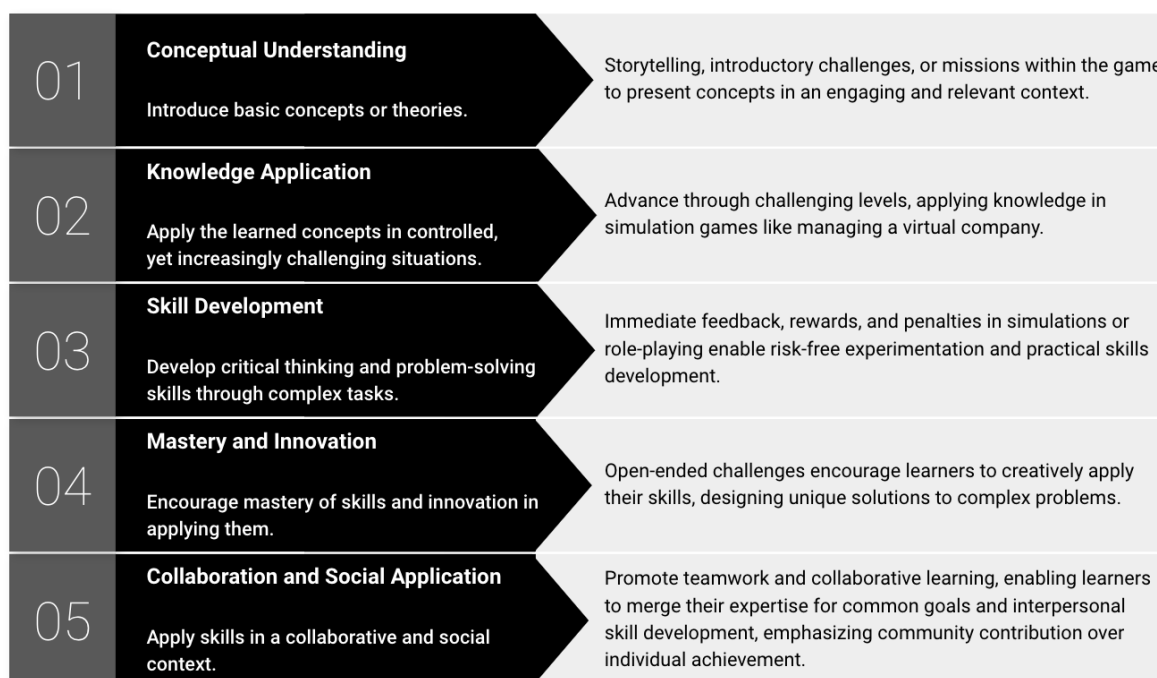 01
Conceptual Understanding
Introduce basic concepts or theories.
Storytelling, introductory challenges, or missions within the game
to present concepts in an engaging and relevant context.
02
Knowledge Application
Apply the learned concepts in controlled,
yet increasingly challenging situations.
Advance through challenging levels, applying knowledge in
simulation games like managing a virtual company.
03
Skill Development
Develop critical thinking and problem-solving
skills through complex tasks.
Immediate feedback, rewards, and penalties in simulations or
role-playing enable risk-free experimentation and practical skills
development.
04
Mastery and Innovation
Encourage mastery of skills and innovation in
applying them.
Open-ended challenges encourage learners to creatively apply
their skills, designing unique solutions to complex problems.
05
Collaboration and Social Application
Apply skills in a collaborative and social
context.
Promote teamwork and collaborative learning, enabling learners
to merge their expertise for common goals and interpersonal
skill development, emphasizing community contribution over
individual achievement.